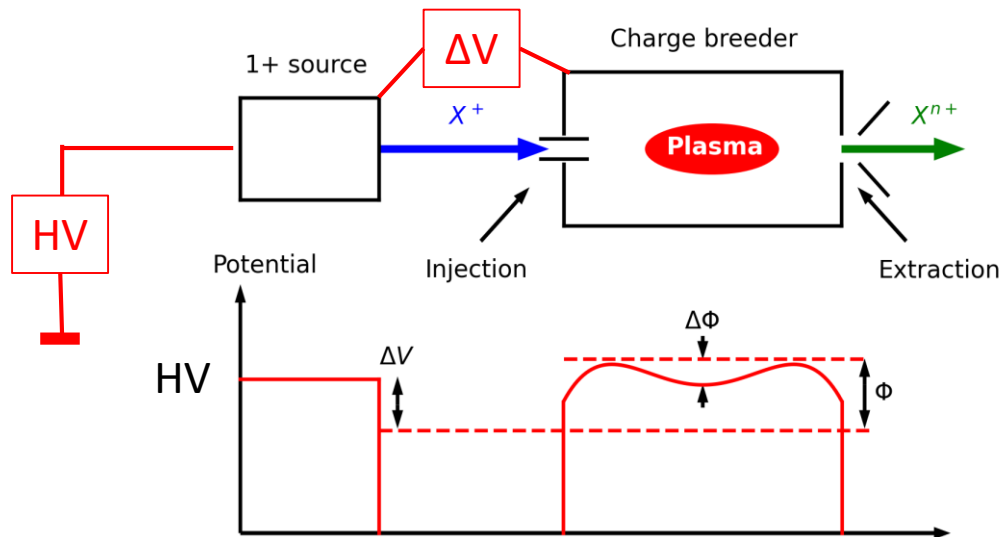 ΔV
Charge breeder
1+ source
X⁺
Xⁿ⁺
Plasma
HV
Potential
Injection
Extraction
ΔΦ
ΔV
HV
Φ